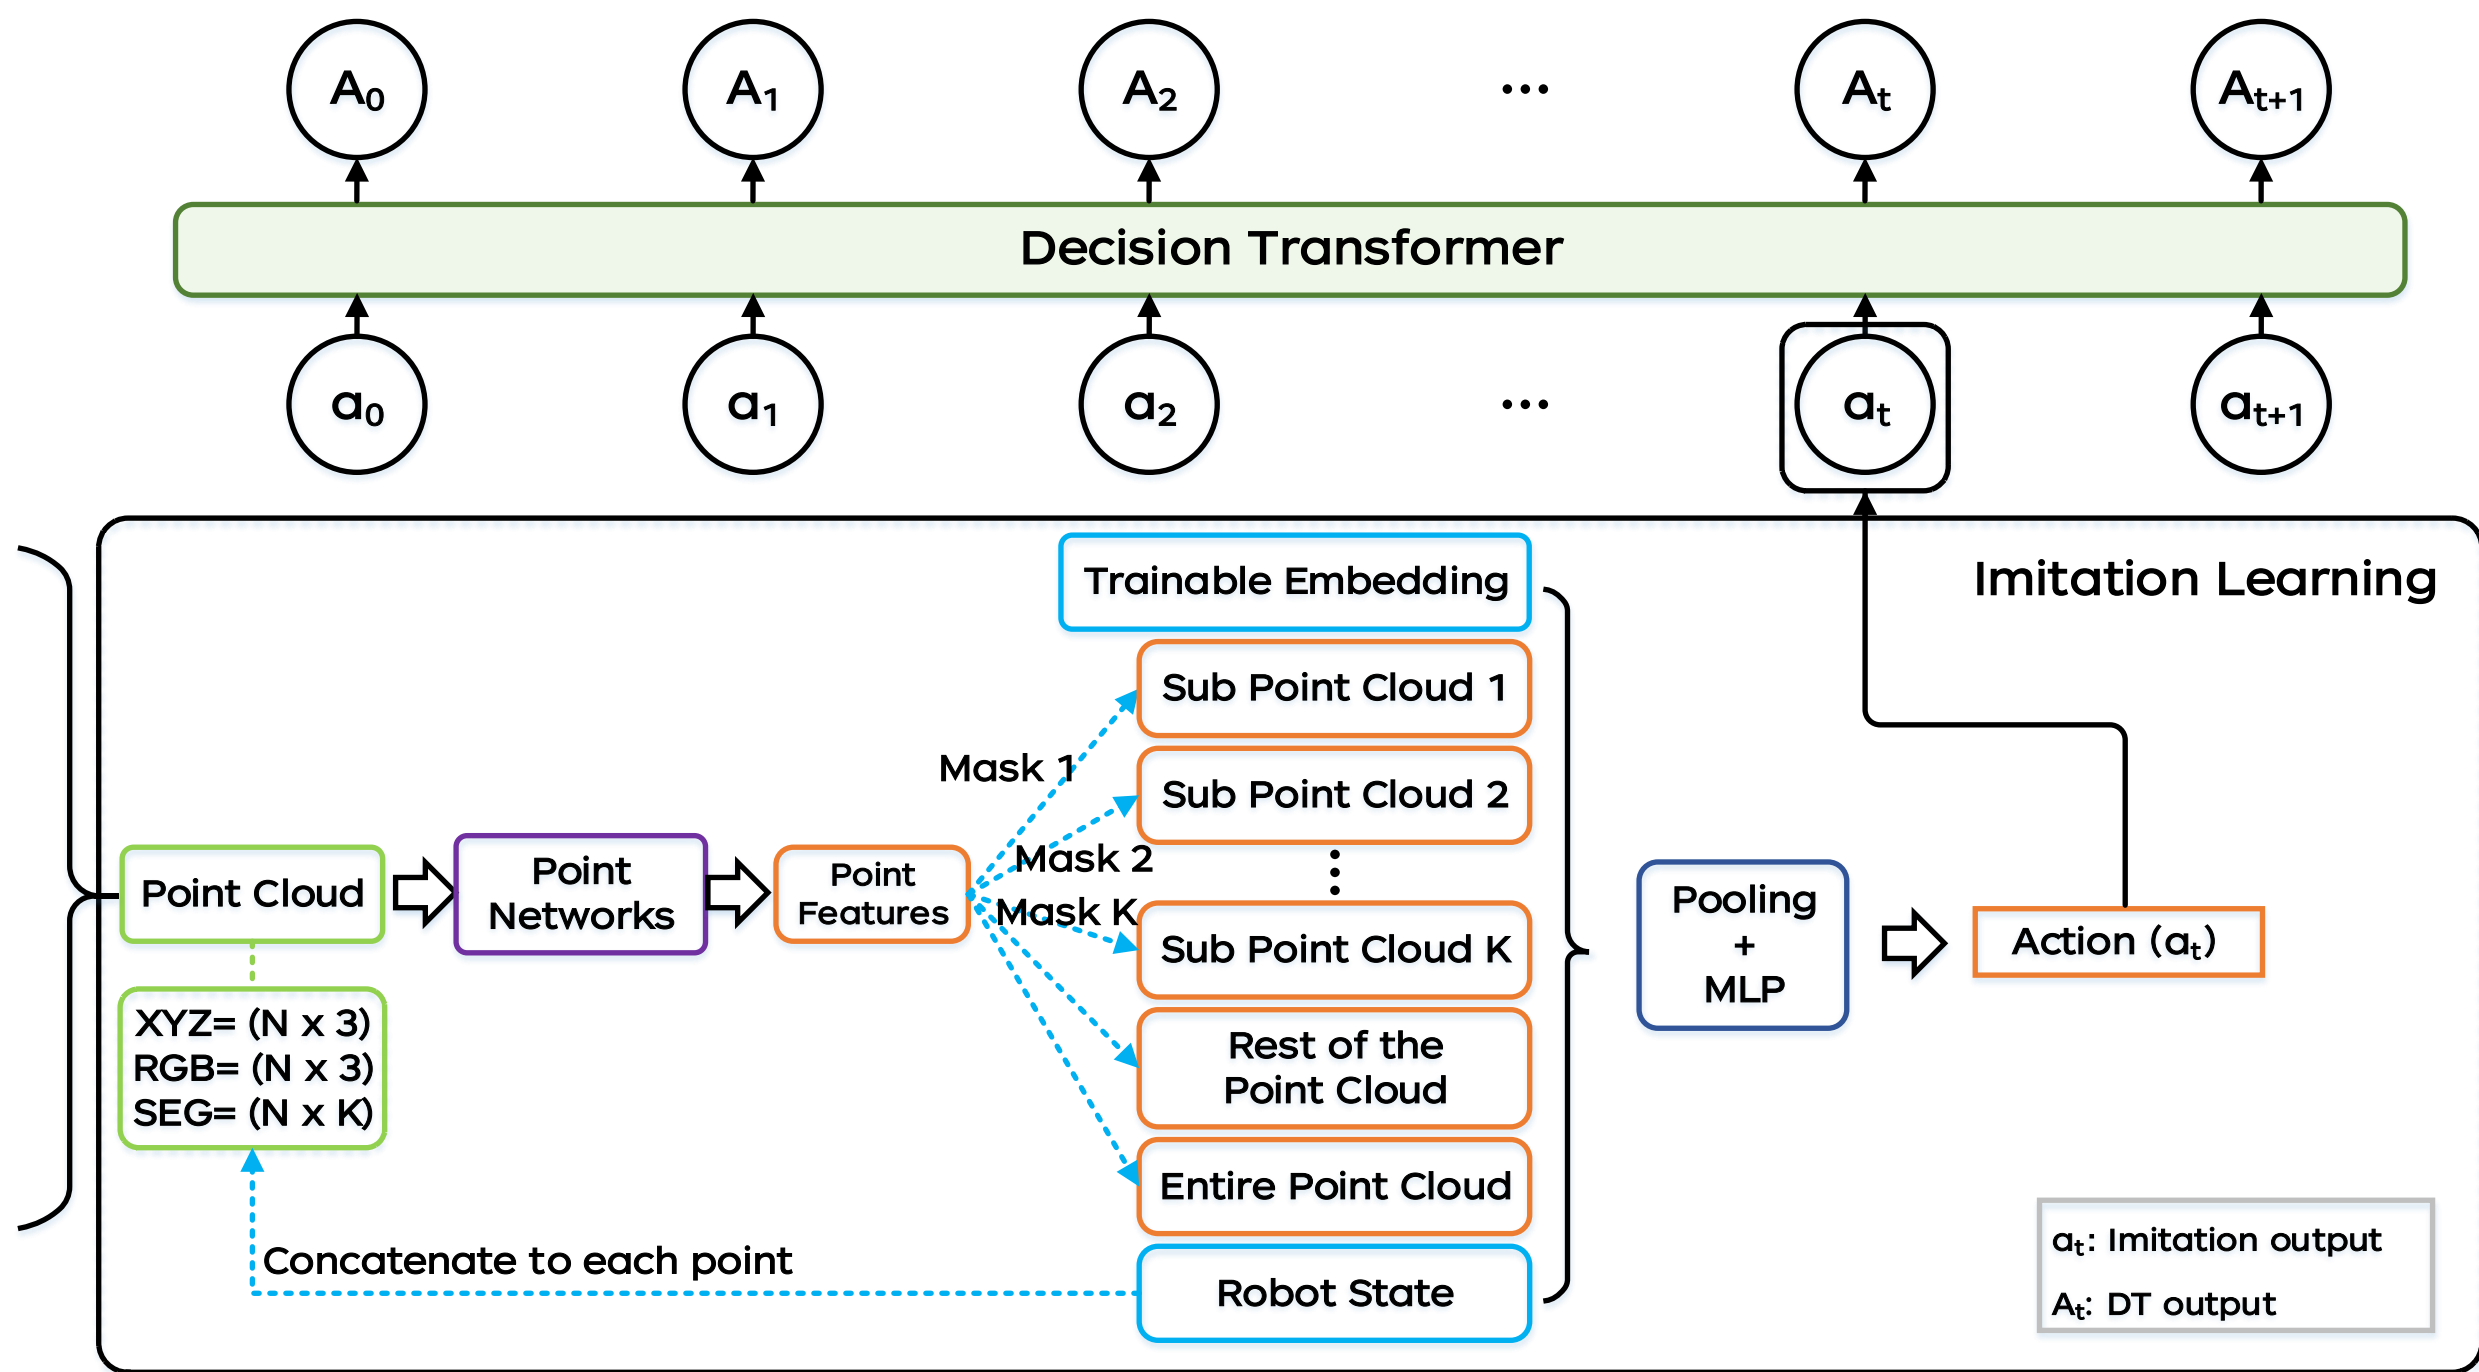 A0 A1 A2 ... At At+1
Decision Transformer
a0 a1 a2 ... at at+1
Imitation Learning
Trainable Embedding
Sub Point Cloud 1
Mask 1
Sub Point Cloud 2
Mask 2
Mask K
Sub Point Cloud K
Point Cloud
Point
Networks
Point
Features
XYZ= (N x 3)
RGB= (N x 3)
SEG= (N x K)
Rest of the
Point Cloud
Entire Point Cloud
Concatenate to each point
Robot State
Pooling
+
MLP
Action (at)
at: Imitation output
At: DT output